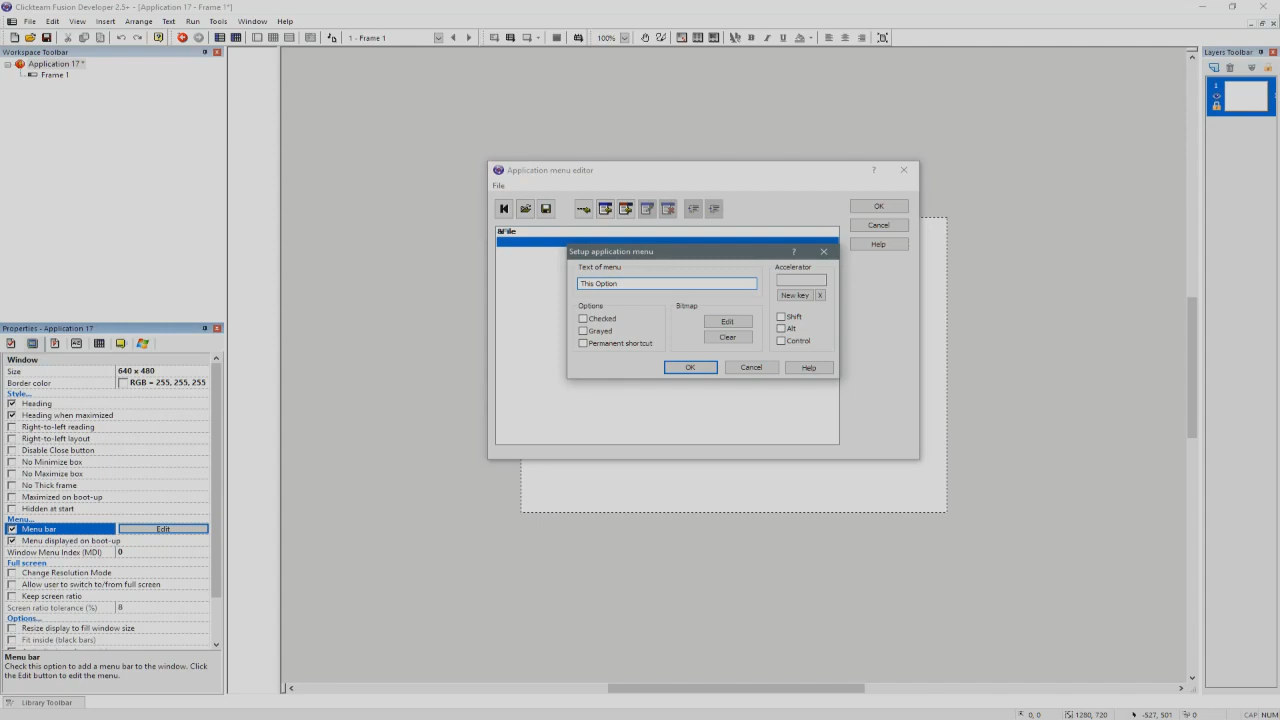 Clickteam Fusion Developer 2.5+ - [Application 17 - Frame 1*]
File Edit View Insert Arrange Text Run Tools Window Help
1 - Frame 1
100%
Workspace Toolbar
Application 17 *
Frame 1
Layers Toolbar
1
Application menu editor
File
OK
Cancel
Help
&File
Setup application menu
Text of menu
This Option
Accelerator
New key X
Options
Checked
Grayed
Permanent shortcut
Bitmap
Edit
Clear
Shift
Alt
Control
OK Cancel Help
Properties - Application 17
Window
Size 640 x 480
Border color RGB = 255, 255, 255
Style...
Heading
Heading when maximized
Right-to-left reading
Right-to-left layout
Disable Close button
No Minimize box
No Maximize box
No Thick frame
Maximized on boot-up
Hidden at start
Menu...
Menu bar Edit
Menu displayed on boot-up
Window Menu Index (MDI) 0
Full screen
Change Resolution Mode
Allow user to switch to/from full screen
Keep screen ratio
Screen ratio tolerance (%) 8
Options...
Resize display to fill window size
Fit inside (black bars)
Menu bar
Check this option to add a menu bar to the window. Click
the Edit button to edit the menu.
Library Toolbar
0, 0 1280, 720 -527, 501 0 CAP NUM